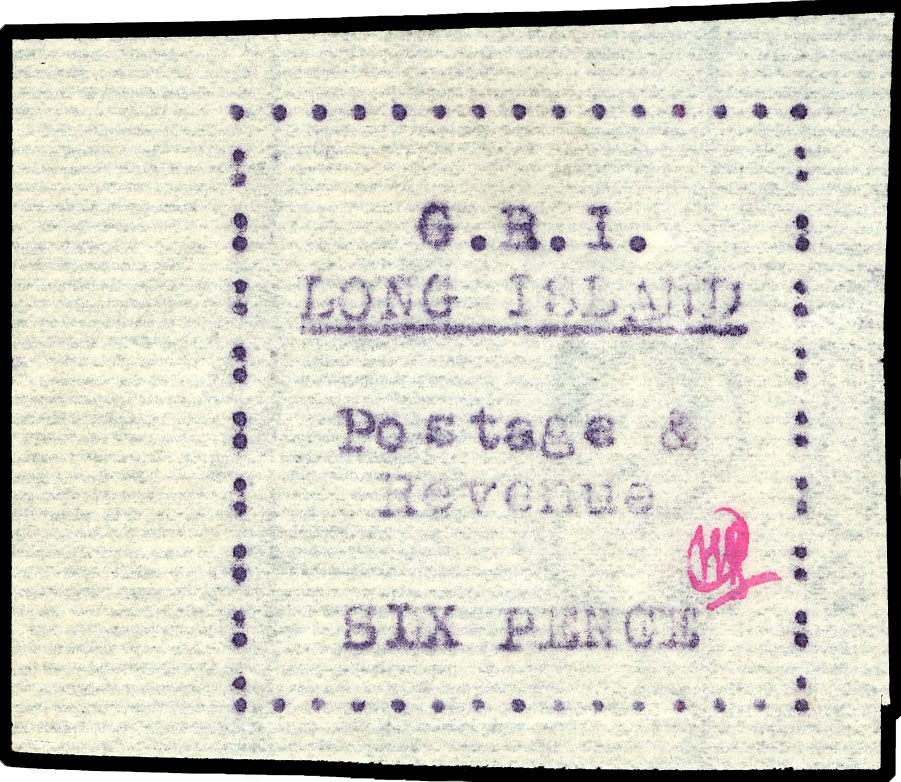 G.R.I.
LONG ISLAND
Postage &
Revenue
SIX PENCE